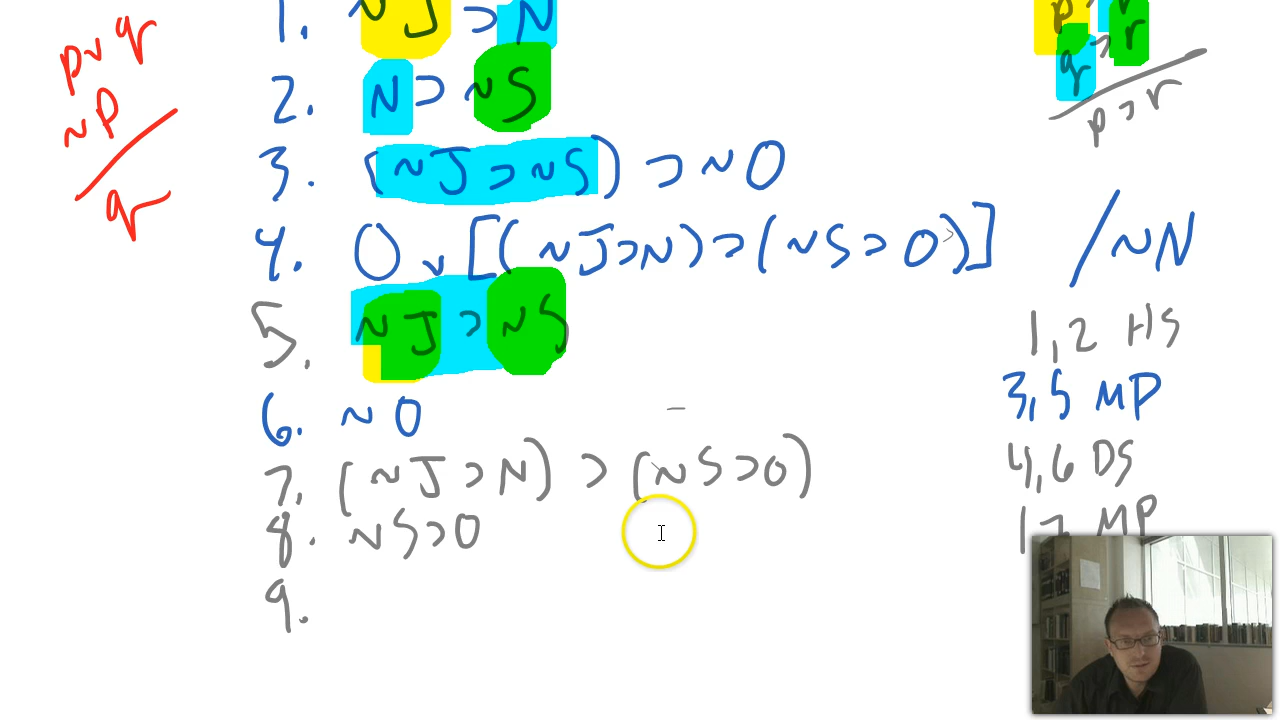 1. ~J ⊃ N
p ⊃ r
p v q
q ⊃ r
~p
2. N ⊃ ~S
p ⊃ r
q
3. (~J ⊃ ~S) ⊃ ~O
4. O v [(~J ⊃ N) ⊃ (~S ⊃ O)] / ~N
5. ~J ⊃ ~S 1, 2 HS
6. ~O 3, 5 MP
7. (~J ⊃ N) ⊃ (~S ⊃ O) 4, 6 DS
8. ~S ⊃ O 1 7 MP
9.